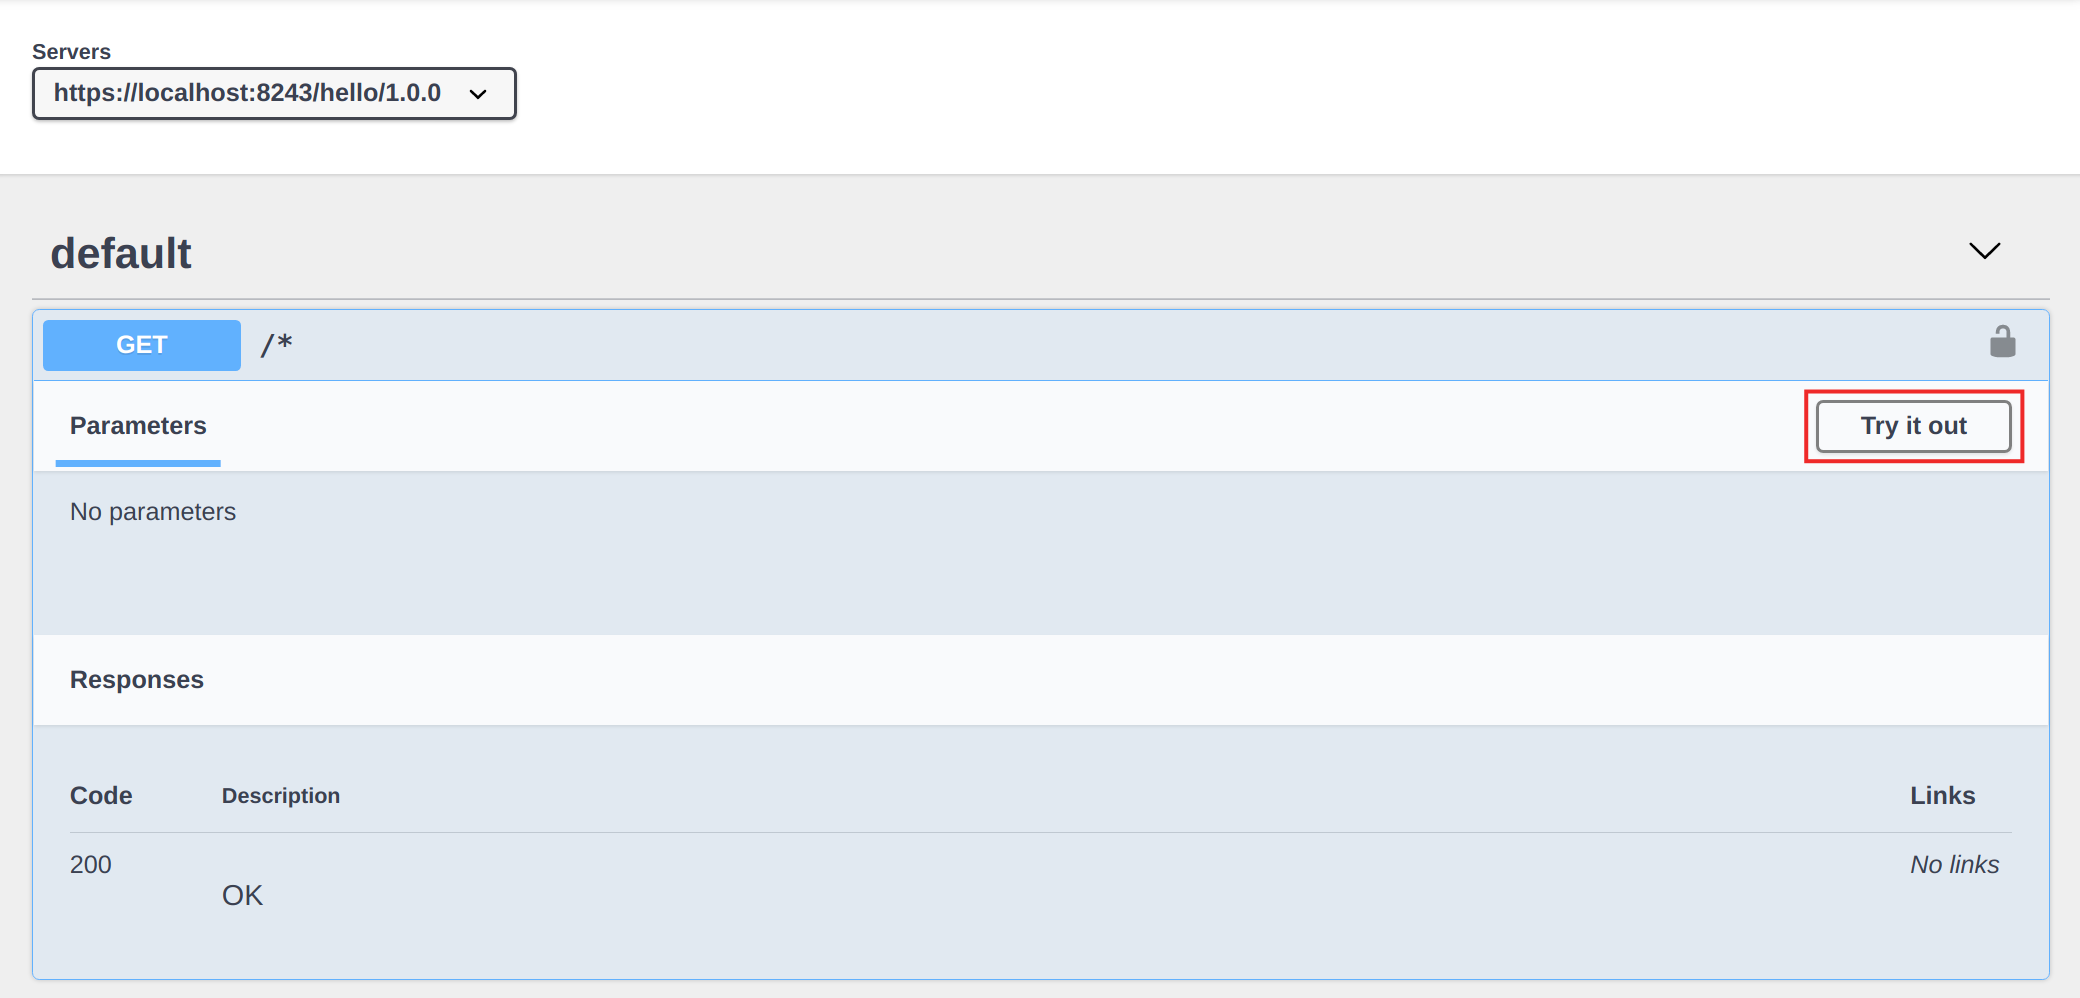 Servers
https://localhost:8243/hello/1.0.0
default
GET /*
Parameters Try it out
No parameters
Responses
Code Description Links
200 No links
OK